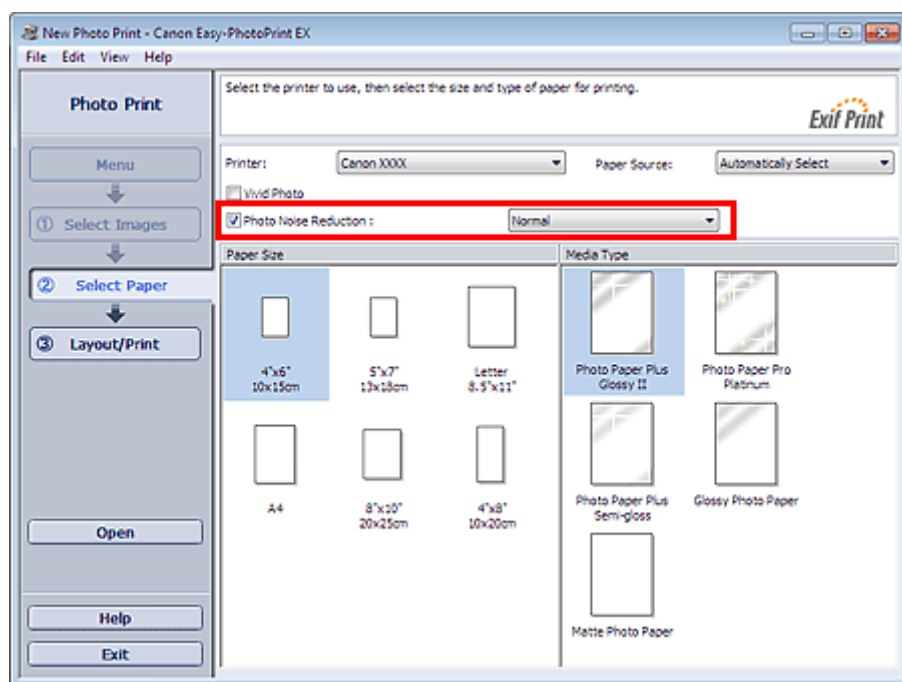 New Photo Print - Canon Easy-PhotoPrint EX
File Edit View Help
Photo Print
Select the printer to use, then select the size and type of paper for printing.
Exif Print
Menu
① Select Images
② Select Paper
③ Layout/Print
Open
Help
Exit
Printer: Canon XXXX Paper Source: Automatically Select
Vivid Photo
Photo Noise Reduction : Normal
Paper Size
4"x6"
10x15cm
5"x7"
13x18cm
Letter
8.5"x11"
A4
8"x10"
20x25cm
4"x8"
10x20cm
Media Type
Photo Paper Plus
Glossy II
Photo Paper Pro
Platinum
Photo Paper Plus
Semi-gloss
Glossy Photo Paper
Matte Photo Paper